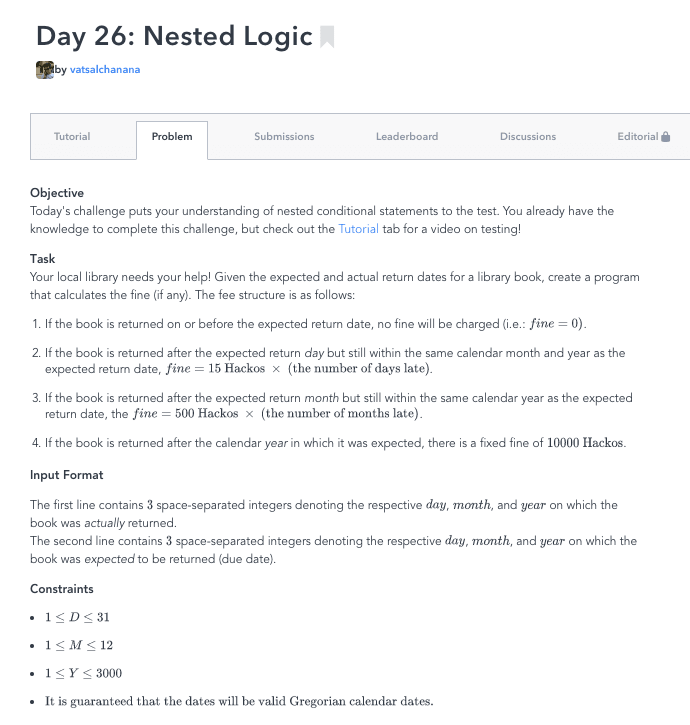 Day 26: Nested Logic
by vatsalchanana
Tutorial Problem Submissions Leaderboard Discussions Editorial
Objective
Today's challenge puts your understanding of nested conditional statements to the test. You already have the
knowledge to complete this challenge, but check out the Tutorial tab for a video on testing!
Task
Your local library needs your help! Given the expected and actual return dates for a library book, create a program
that calculates the fine (if any). The fee structure is as follows:
1. If the book is returned on or before the expected return date, no fine will be charged (i.e.: fine = 0).
2. If the book is returned after the expected return day but still within the same calendar month and year as the
expected return date, fine = 15 Hackos × (the number of days late).
3. If the book is returned after the expected return month but still within the same calendar year as the expected
return date, the fine = 500 Hackos × (the number of months late).
4. If the book is returned after the calendar year in which it was expected, there is a fixed fine of 10000 Hackos.
Input Format
The first line contains 3 space-separated integers denoting the respective day, month, and year on which the
book was actually returned.
The second line contains 3 space-separated integers denoting the respective day, month, and year on which the
book was expected to be returned (due date).
Constraints
• 1 ≤ D ≤ 31
• 1 ≤ M ≤ 12
• 1 ≤ Y ≤ 3000
• It is guaranteed that the dates will be valid Gregorian calendar dates.